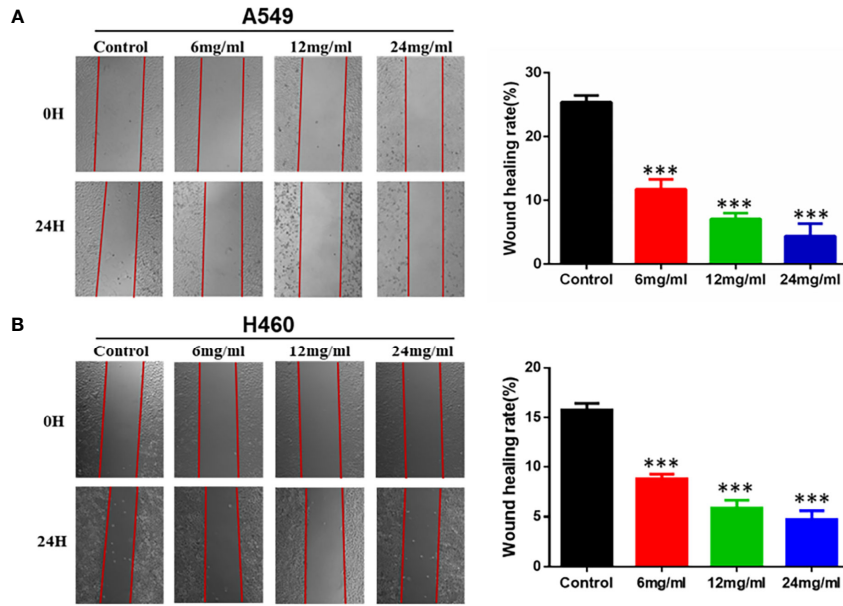 A
A549
Control 6mg/ml 12mg/ml 24mg/ml
0H
24H
Wound healing rate(%)
30
20
10
0
*** *** ***
Control 6mg/ml 12mg/ml 24mg/ml
B
H460
Control 6mg/ml 12mg/ml 24mg/ml
0H
24H
Wound healing rate(%)
20
15
10
5
0
*** *** ***
Control 6mg/ml 12mg/ml 24mg/ml